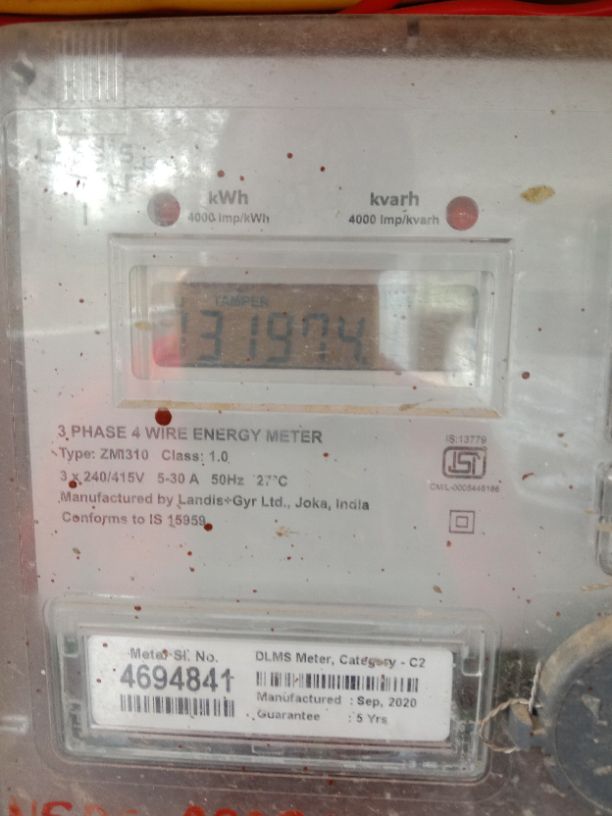 kWh
4000 Imp/kWh
kvarh
4000 Imp/kvarh
TAMPER
31974
3 PHASE 4 WIRE ENERGY METER
Type: ZMI310 Class: 1.0
3 x 240/415V 5-30 A 50Hz 27°C
Manufactured by Landis+Gyr Ltd., Joka, India
Conforms to IS 15959
IS:13779
ISI
Meter Sl. No.
4694841
DLMS Meter, Category - C2
Manufactured : Sep, 2020
Guarantee : 5 Yrs